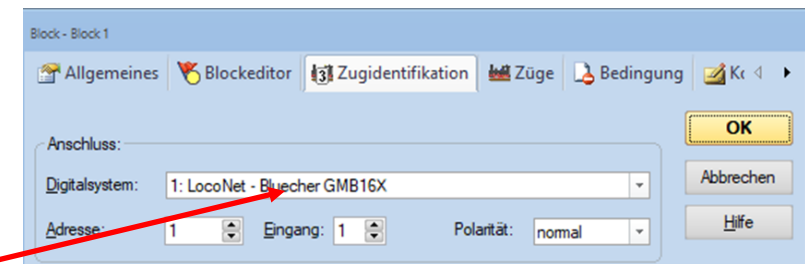 Block - Block 1
Allgemeines Blockeditor Zugidentifikation Züge Bedingung
Anschluss:
OK
Digitalsystem: 1: LocoNet - Bluecher GMB16X
Abbrechen
Adresse: 1 Eingang: 1 Polarität: normal
Hilfe